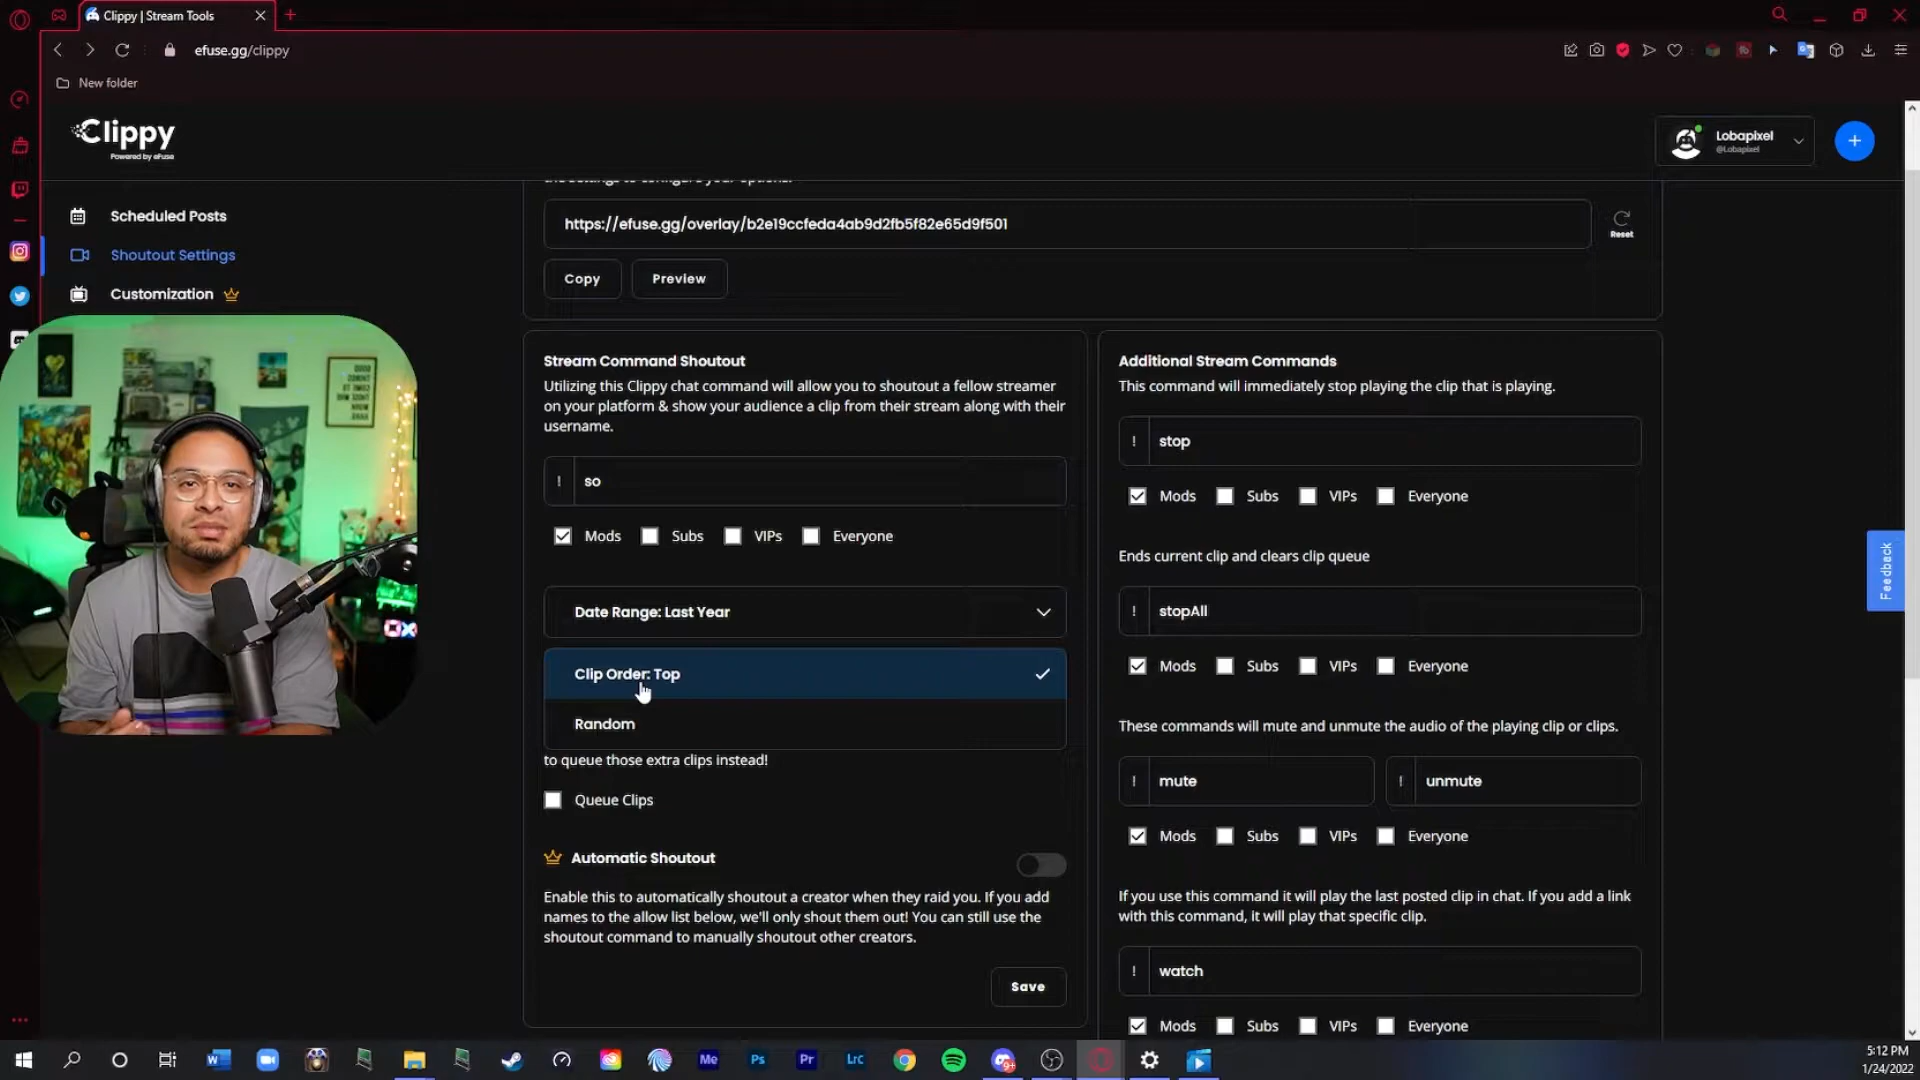 Clippy | Stream Tools
efuse.gg/clippy
New folder
Clippy
Powered by eFuse
Lobapixel
@Lobapixel
Scheduled Posts
Shoutout Settings
Customization
https://efuse.gg/overlay/b2e19ccfeda4ab9d2fb5f82e65d9f501
Reset
Copy
Preview
Stream Command Shoutout
Utilizing this Clippy chat command will allow you to shoutout a fellow streamer
on your platform & show your audience a clip from their stream along with their
username.
! so
Mods Subs VIPs Everyone
Date Range: Last Year
Clip Order: Top
Random
to queue those extra clips instead!
Queue Clips
Automatic Shoutout
Enable this to automatically shoutout a creator when they raid you. If you add
names to the allow list below, we'll only shout them out! You can still use the
shoutout command to manually shoutout other creators.
Save
Additional Stream Commands
This command will immediately stop playing the clip that is playing.
! stop
Mods Subs VIPs Everyone
Ends current clip and clears clip queue
! stopAll
Mods Subs VIPs Everyone
These commands will mute and unmute the audio of the playing clip or clips.
! mute ! unmute
Mods Subs VIPs Everyone
If you use this command it will play the last posted clip in chat. If you add a link
with this command, it will play that specific clip.
! watch
Mods Subs VIPs Everyone
Feedback
Me Ps Pr Lrc
5:12 PM
1/24/2022